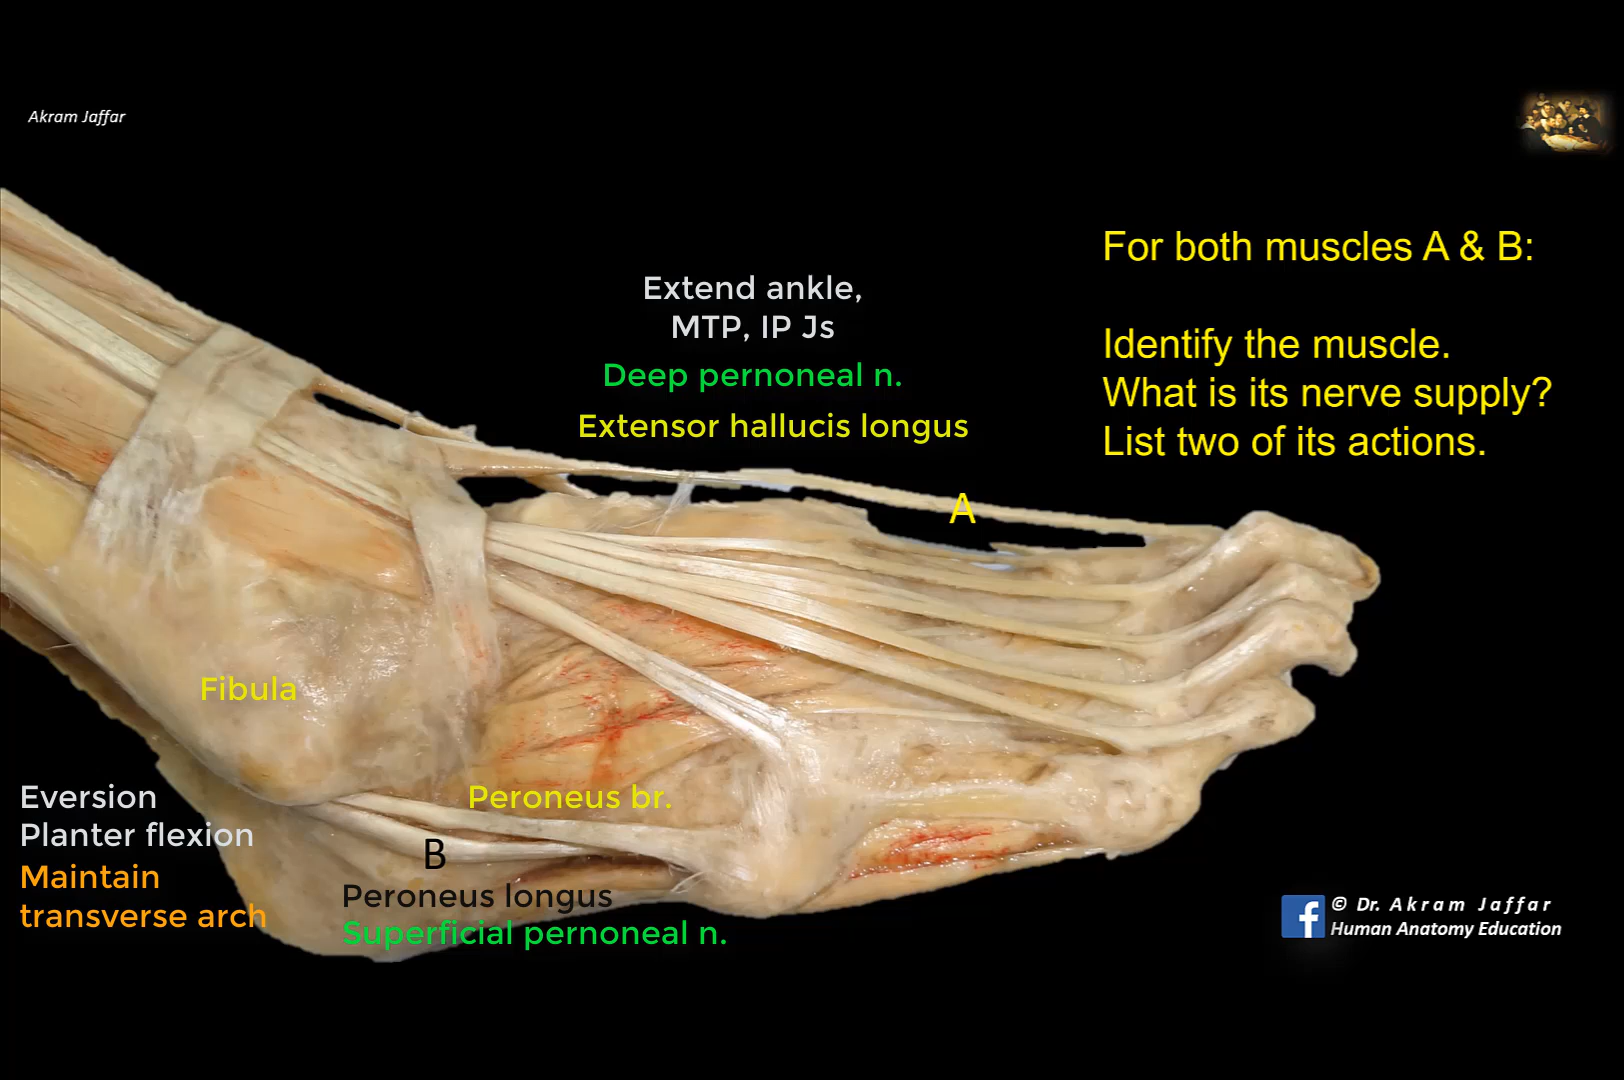 Akram Jaffar
For both muscles A & B:
Identify the muscle.
What is its nerve supply?
List two of its actions.
Extend ankle,
MTP, IP Js
Deep pernoneal n.
Extensor hallucis longus
A
Fibula
Eversion
Planter flexion
Maintain
transverse arch
Peroneus br.
B
Peroneus longus
Superficial pernoneal n.
f
© Dr. Akram Jaffar
Human Anatomy Education